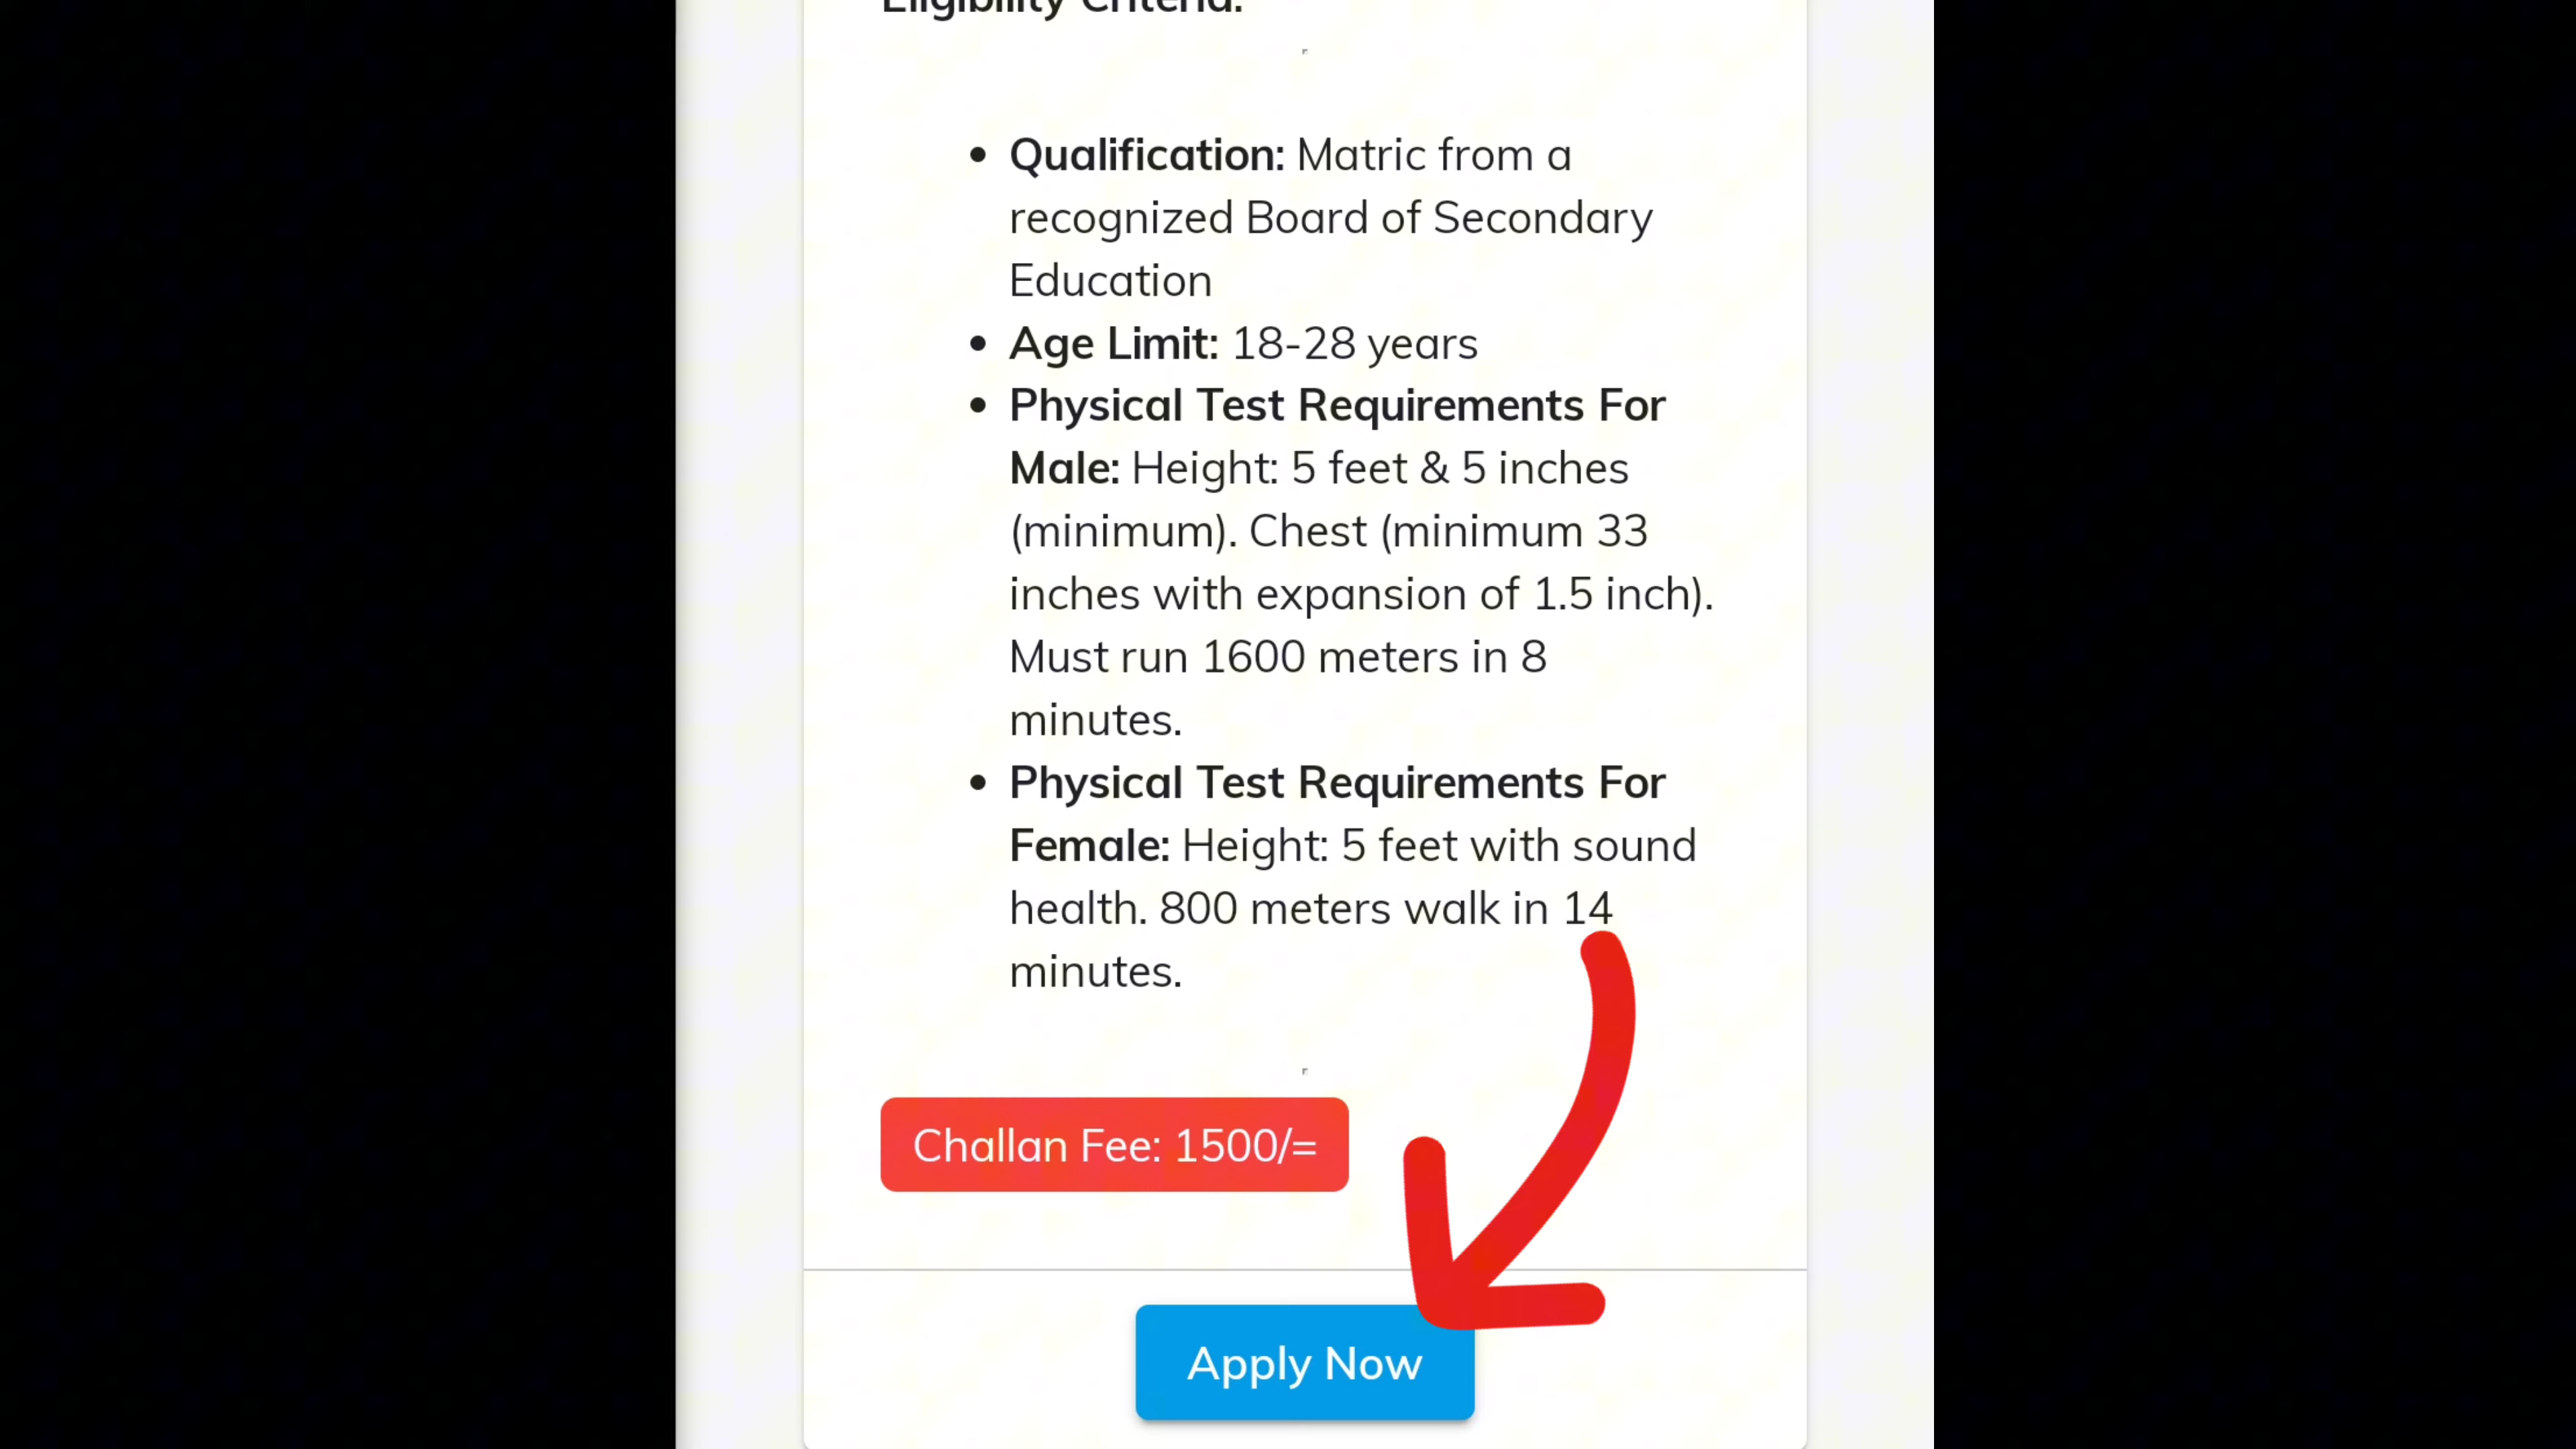 Eligibility Criteria:
Qualification: Matric from a
recognized Board of Secondary
Education
Age Limit: 18-28 years
Physical Test Requirements For
Male: Height: 5 feet & 5 inches
(minimum). Chest (minimum 33
inches with expansion of 1.5 inch).
Must run 1600 meters in 8
minutes.
Physical Test Requirements For
Female: Height: 5 feet with sound
health. 800 meters walk in 14
minutes.
Challan Fee: 1500/=
Apply Now